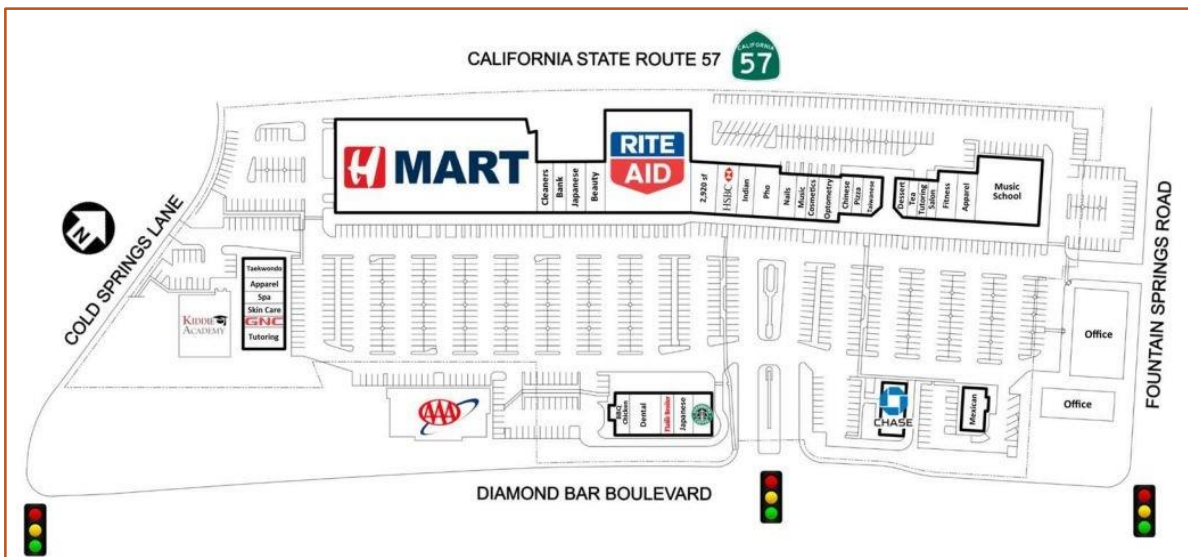 CALIFORNIA STATE ROUTE 57
CALIFORNIA
57
H MART
Cleaners
Bank
Japanese
Beauty
RITE
AID
2,920 sf
HSBC
Indian
Pho
Nails
Music
Cosmetics
Optometry
Chinese
Pizza
Taiwanese
Dessert
Tea
Tutoring
Salon
Fitness
Apparel
Music
School
N
COLD SPRINGS LANE
FOUNTAIN SPRINGS ROAD
KIDDIE
ACADEMY
Taekwondo
Apparel
Spa
Skin Care
GNC
Tutoring
Office
Office
AAA
BBQ
Chicken
Dental
Japanese
CHASE
Mexican
DIAMOND BAR BOULEVARD